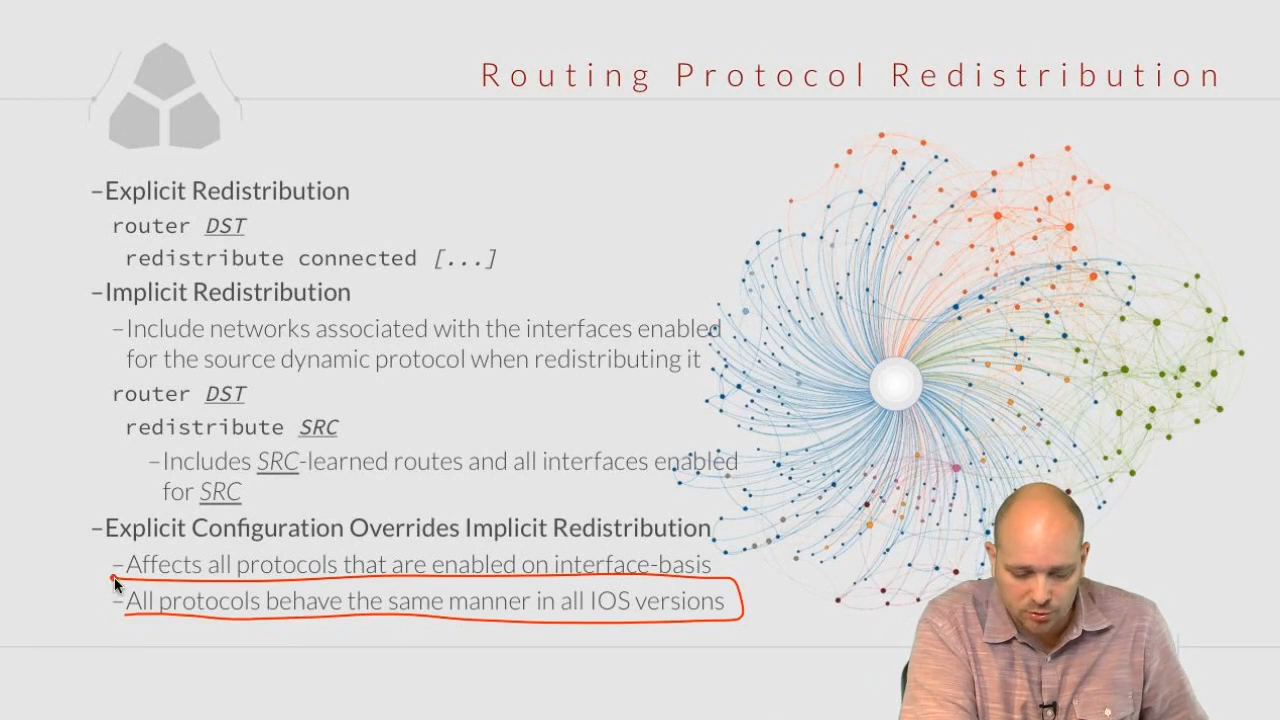 Routing Protocol Redistribution
–Explicit Redistribution
router DST
redistribute connected [...]
–Implicit Redistribution
–Include networks associated with the interfaces enabled
for the source dynamic protocol when redistributing it
router DST
redistribute SRC
–Includes SRC-learned routes and all interfaces enabled
for SRC
–Explicit Configuration Overrides Implicit Redistribution
–Affects all protocols that are enabled on interface-basis
–All protocols behave the same manner in all IOS versions